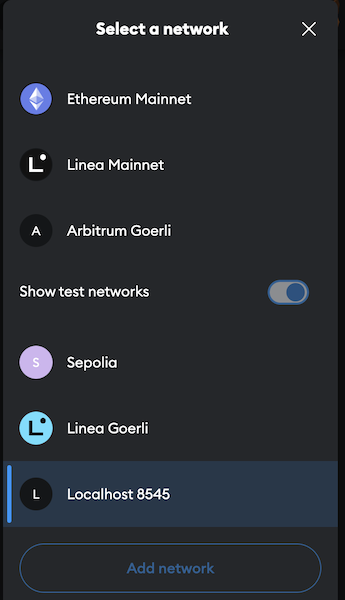 Select a network
Ethereum Mainnet
Linea Mainnet
A Arbitrum Goerli
Show test networks
S Sepolia
Linea Goerli
L Localhost 8545
Add network